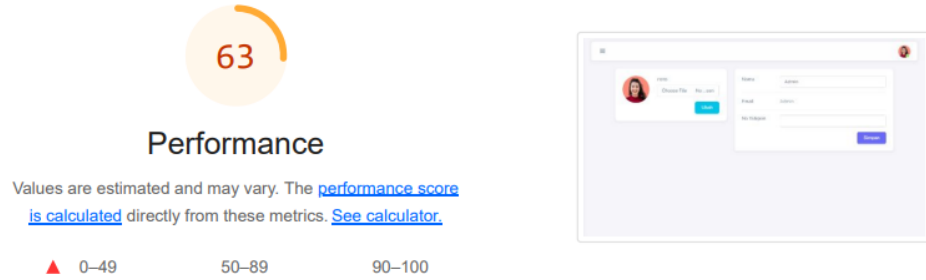 63
Performance
Values are estimated and may vary. The performance score
is calculated directly from these metrics. See calculator.
0–49 50–89 90–100
Choose File
Name
Email
Simpan